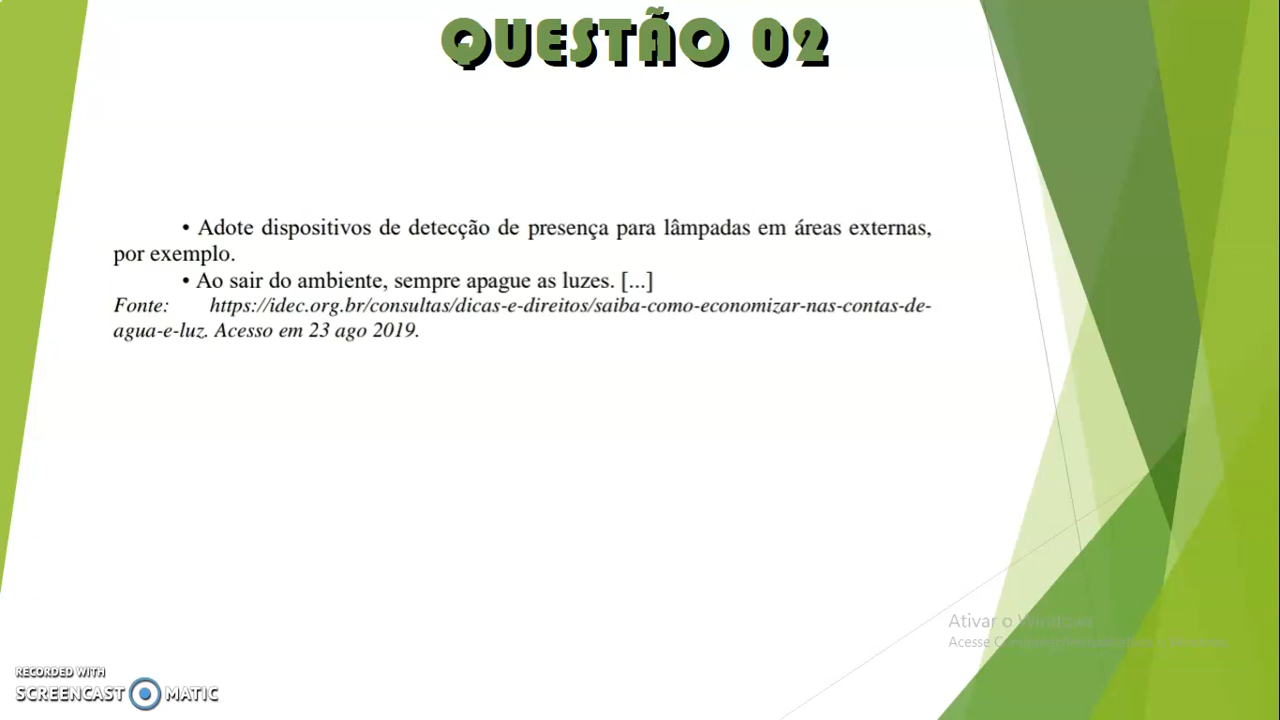 QUESTÃO 02
• Adote dispositivos de detecção de presença para lâmpadas em áreas externas,
por exemplo.
• Ao sair do ambiente, sempre apague as luzes. [...]
Fonte: https://idec.org.br/consultas/dicas-e-direitos/saiba-como-economizar-nas-contas-de-
agua-e-luz. Acesso em 23 ago 2019.
Ativar o Windows
Acesse
RECORDED WITH
SCREENCAST MATIC